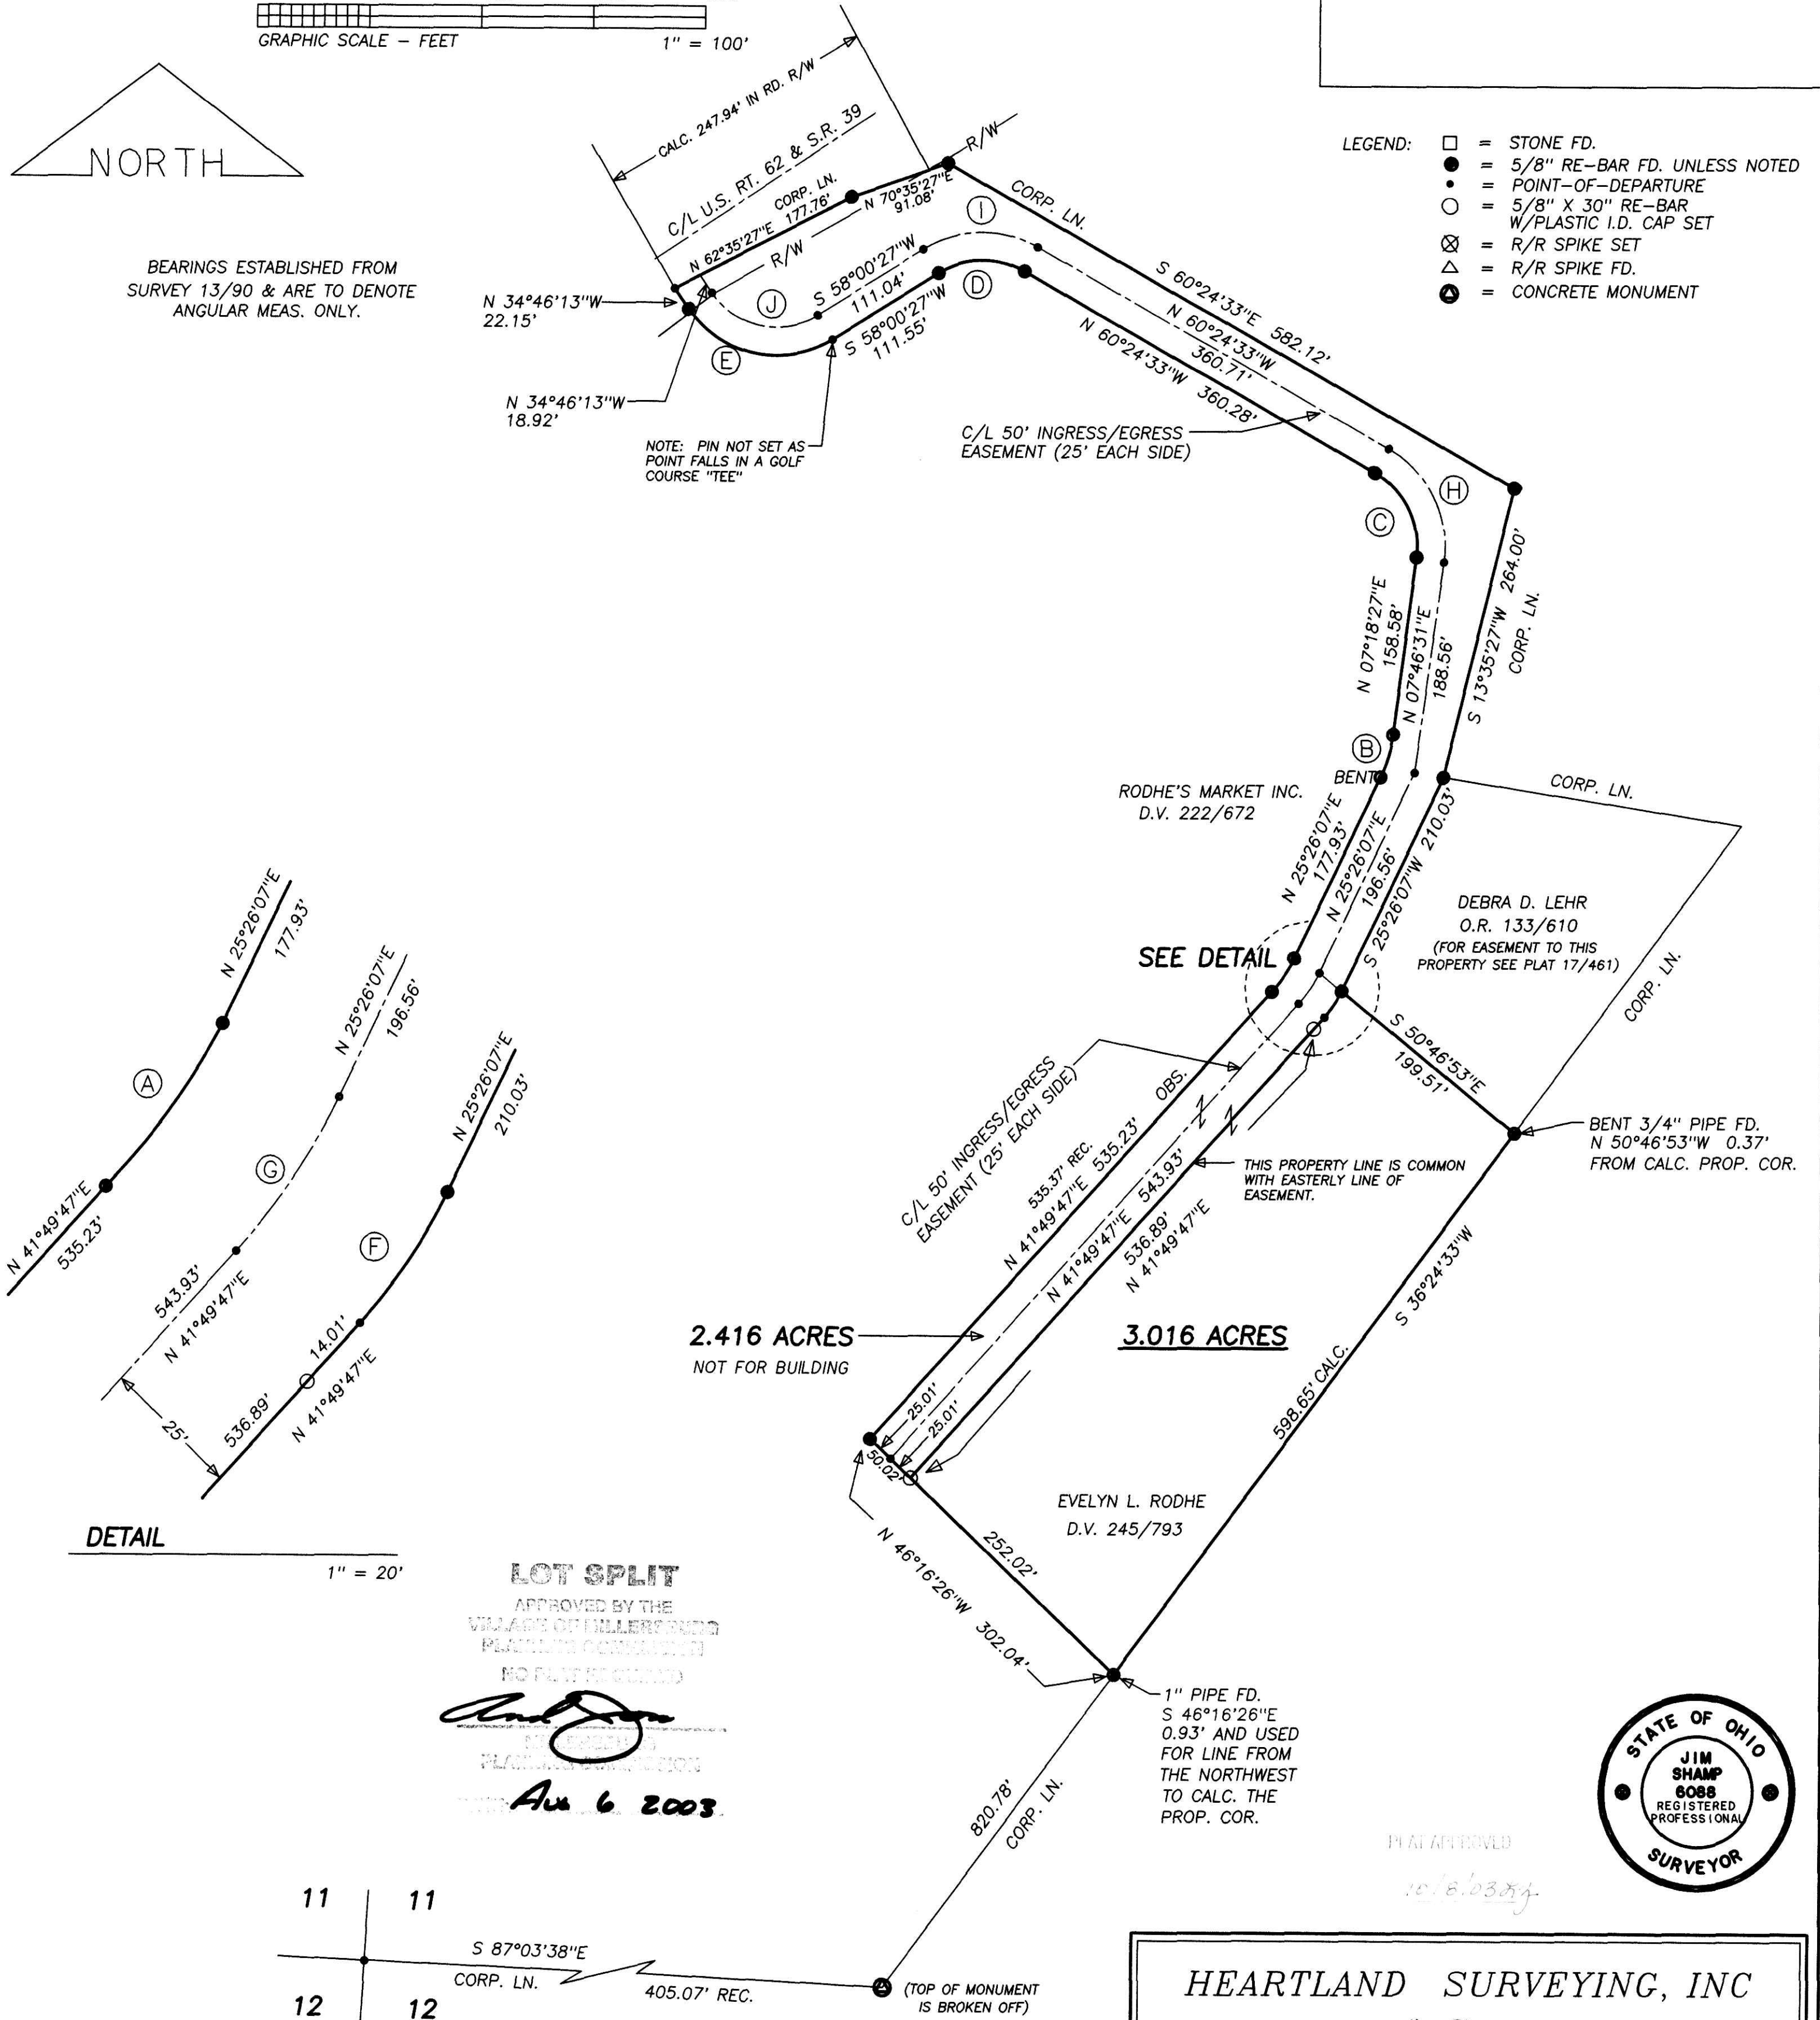 GRAPHIC SCALE – FEET
1" = 100'
NORTH
BEARINGS ESTABLISHED FROM
SURVEY 13/90 & ARE TO DENOTE
ANGULAR MEAS. ONLY.
LEGEND:
□ = STONE FD.
● = 5/8" RE-BAR FD. UNLESS NOTED
• = POINT-OF-DEPARTURE
○ = 5/8" X 30" RE-BAR
W/PLASTIC I.D. CAP SET
= R/R SPIKE SET
△ = R/R SPIKE FD.
= CONCRETE MONUMENT
CALC. 247.94' IN RD. R/W
C/L U.S. RT. 62 & S.R. 39
CORP. LN.
N 62°35'27"E 177.76'
R/W
N 70°35'27"E
91.08'
R/W
CORP. LN.
I
N 34°46'13"W
22.15'
J
S 58°00'27"W
111.04'
D
S 58°00'27"W
111.55'
E
N 34°46'13"W
18.92'
NOTE: PIN NOT SET AS
POINT FALLS IN A GOLF
COURSE "TEE"
S 60°24'33"E 582.12'
N 60°24'33"W
360.71'
N 60°24'33"W 360.28'
C/L 50' INGRESS/EGRESS
EASEMENT (25' EACH SIDE)
H
C
N 07°18'27"E
158.58'
N 07°46'31"E
188.56'
S 13°35'27"W 264.00'
CORP. LN.
B
BENT
CORP. LN.
RODHE'S MARKET INC.
D.V. 222/672
N 25°26'07"E
177.93'
N 25°26'07"E
196.56'
S 25°26'07"W 210.03'
DEBRA D. LEHR
O.R. 133/610
(FOR EASEMENT TO THIS
PROPERTY SEE PLAT 17/461)
CORP. LN.
SEE DETAIL
S 50°46'53"E
199.51'
BENT 3/4" PIPE FD.
N 50°46'53"W 0.37'
FROM CALC. PROP. COR.
C/L 50' INGRESS/EGRESS
EASEMENT (25' EACH SIDE)
OBS.
535.37' REC.
N 41°49'47"E 535.23'
N 41°49'47"E 543.93'
536.89'
N 41°49'47"E
THIS PROPERTY LINE IS COMMON
WITH EASTERLY LINE OF
EASEMENT.
S 36°24'33"W
598.65' CALC.
2.416 ACRES
NOT FOR BUILDING
3.016 ACRES
25.01'
25.01'
50.02'
EVELYN L. RODHE
D.V. 245/793
252.02'
N 46°16'26"W 302.04'
1" PIPE FD.
S 46°16'26"E
0.93' AND USED
FOR LINE FROM
THE NORTHWEST
TO CALC. THE
PROP. COR.
820.78'
CORP. LN.
N 25°26'07"E
177.93'
N 25°26'07"E
196.56'
N 25°26'07"E
210.03'
A
G
F
N 41°49'47"E
535.23'
543.93'
N 41°49'47"E
14.01'
536.89'
N 41°49'47"E
25'
DETAIL
1" = 20'
LOT SPLIT
APPROVED BY THE
VILLAGE OF MILLERSBURG
PLANNING COMMISSION
NO PLAT REQUIRED
MILLERSBURG
PLANNING COMMISSION
Aug 6 2003
STATE OF OHIO
JIM
SHAMP
6088
REGISTERED
PROFESSIONAL
SURVEYOR
PLAT APPROVED
11 11
12 12
S 87°03'38"E
CORP. LN.
405.07' REC.
(TOP OF MONUMENT
IS BROKEN OFF)
HEARTLAND SURVEYING, INC